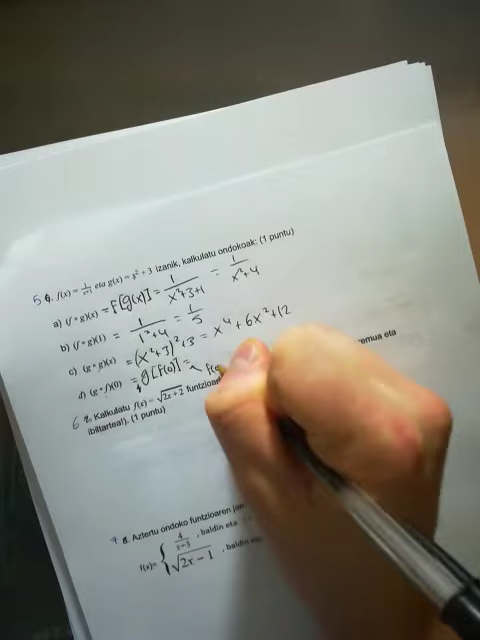 5 6. f(x) = 1/(x+1) eta g(x) = x² + 3 izanik, kalkulatu ondokoak: (1 puntu)
a) (f ∘ g)(x) = F[g(x)] = 1/(x²+3+1) = 1/(x²+4)
b) (f ∘ g)(1) = 1/(1²+4) = 1/5
c) (g ∘ g)(x) = (x²+3)²+3 = x⁴+6x²+12
d) (g ∘ f)(0) = g[F(0)] =
6 7. Kalkulatu f(x) = √(2x+2)
ibiltartea!). (1 puntu)
7 8. Aztertu ondoko funtzioaren
f(x)= { 4/(x+3) , baldin eta
√(2x − 1) , baldin